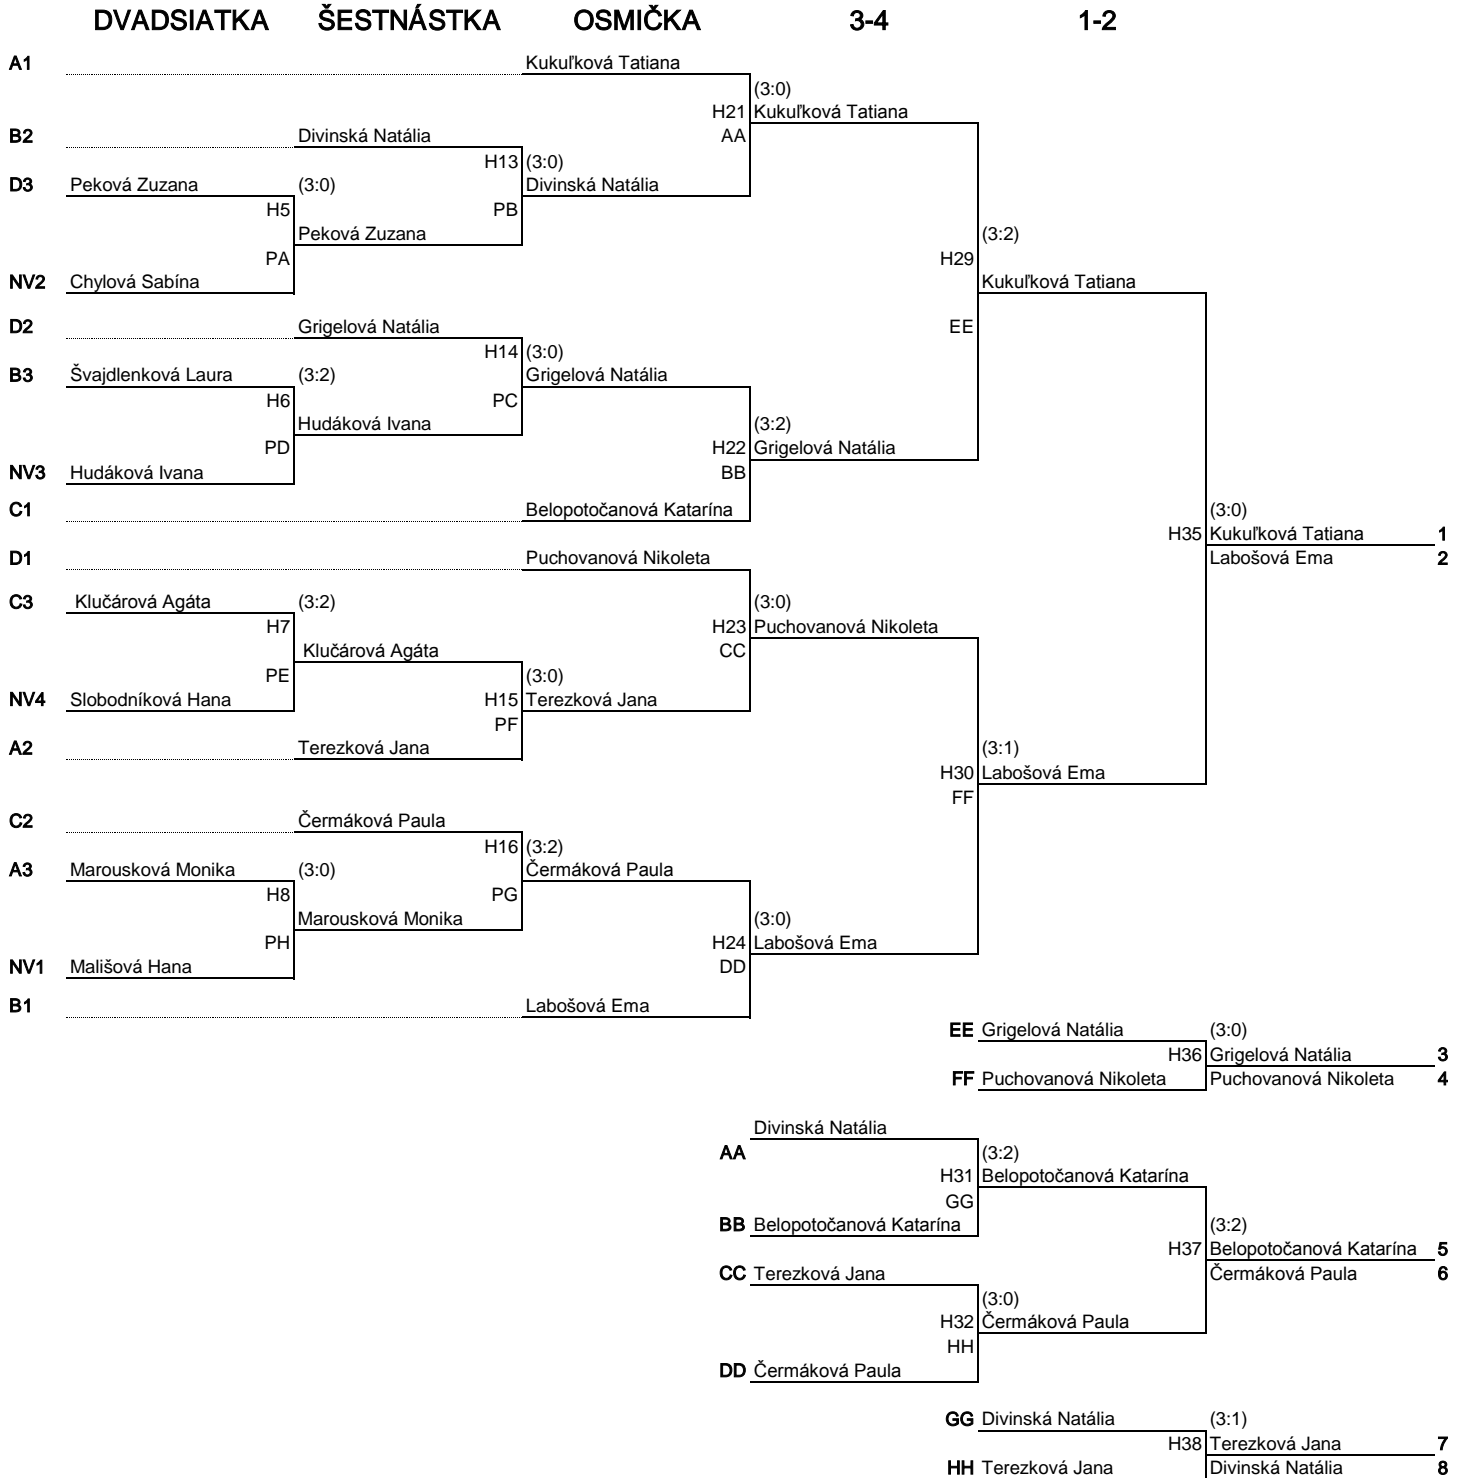 DVADSIATKA ŠESTNÁSTKA OSMIČKA 3-4 1-2
A1 Kukuľková Tatiana
(3:0)
H21 Kukuľková Tatiana
B2 Divinská Natália AA
H13 (3:0)
D3 Peková Zuzana (3:0) Divinská Natália
H5 PB
Peková Zuzana (3:2)
PA H29
NV2 Chylová Sabína Kukuľková Tatiana
D2 Grigelová Natália EE
H14 (3:0)
B3 Švajdlenková Laura (3:2) Grigelová Natália
H6 PC
Hudáková Ivana (3:2)
PD H22 Grigelová Natália
NV3 Hudáková Ivana BB
C1 Belopotočanová Katarína (3:0)
H35 Kukuľková Tatiana 1
D1 Puchovanová Nikoleta Labošová Ema 2
C3 Klučárová Agáta (3:2) (3:0)
H7 H23 Puchovanová Nikoleta
Klučárová Agáta CC
PE (3:0)
NV4 Slobodníková Hana H15 Terezková Jana
PF
A2 Terezková Jana (3:1)
H30 Labošová Ema
FF
C2 Čermáková Paula
H16 (3:2)
A3 Marousková Monika (3:0) Čermáková Paula
H8 PG
Marousková Monika (3:0)
PH H24 Labošová Ema
NV1 Mališová Hana DD
B1 Labošová Ema
EE Grigelová Natália (3:0)
H36 Grigelová Natália 3
FF Puchovanová Nikoleta Puchovanová Nikoleta 4
Divinská Natália
AA (3:2)
H31 Belopotočanová Katarína
GG
BB Belopotočanová Katarína (3:2)
H37 Belopotočanová Katarína 5
CC Terezková Jana Čermáková Paula 6
(3:0)
H32 Čermáková Paula
HH
DD Čermáková Paula
GG Divinská Natália (3:1)
H38 Terezková Jana 7
HH Terezková Jana Divinská Natália 8